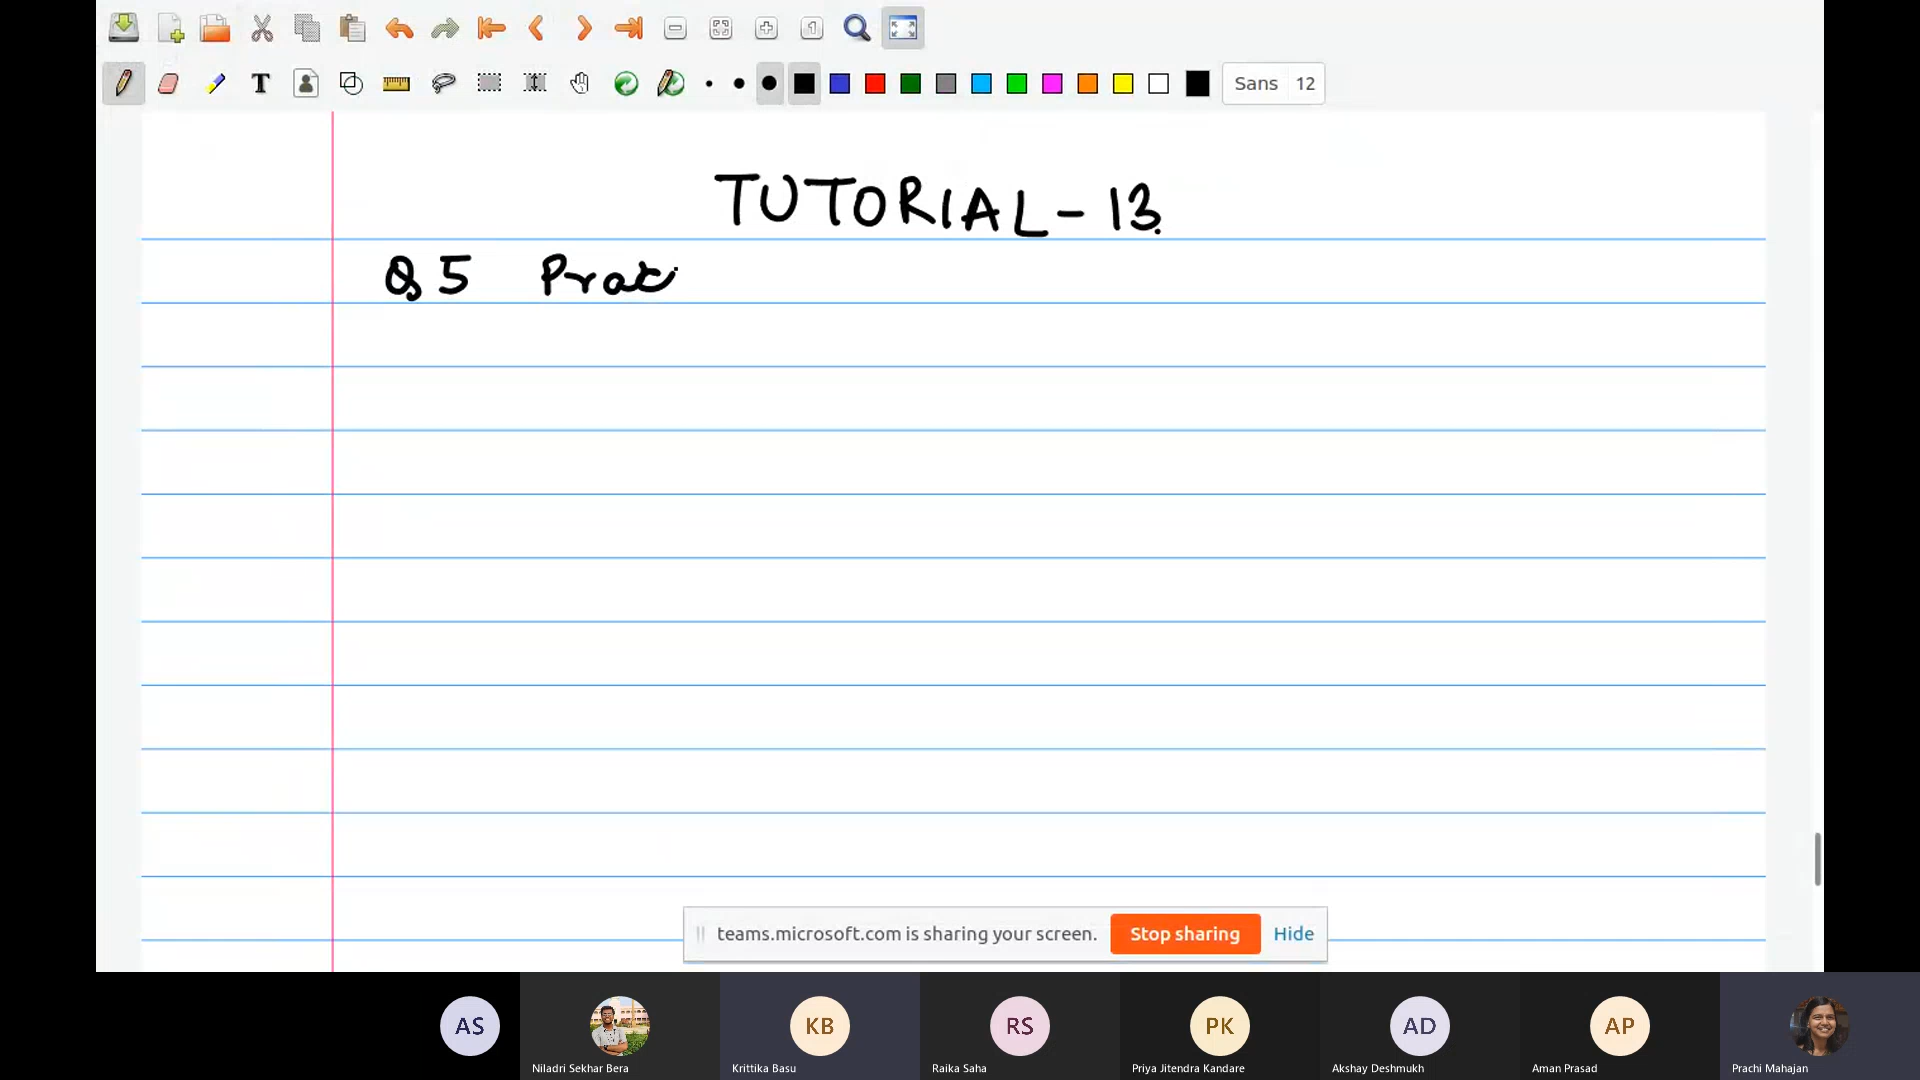 T
Sans 12
TUTORIAL - 13
Q5 Prati
teams.microsoft.com is sharing your screen. Stop sharing Hide
AS KB RS PK AD AP
Niladri Sekhar Bera Krittika Basu Raika Saha Priya Jitendra Kandare Akshay Deshmukh Aman Prasad Prachi Mahajan